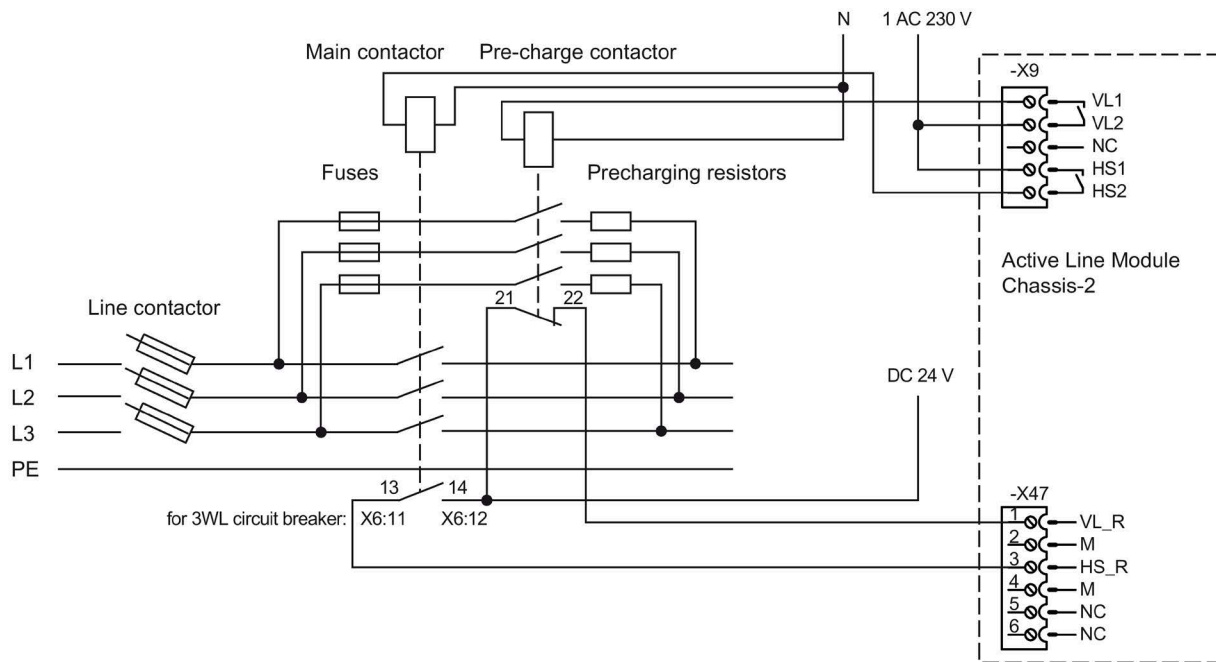 N 1 AC 230 V
Main contactor Pre-charge contactor
-X9
VL1
VL2
NC
HS1
HS2
Fuses Precharging resistors
Active Line Module
Chassis-2
21 22
Line contactor
L1
L2
L3
PE
DC 24 V
13 14
for 3WL circuit breaker: X6:11 X6:12
-X47
1 VL_R
2 M
3 HS_R
4 M
5 NC
6 NC